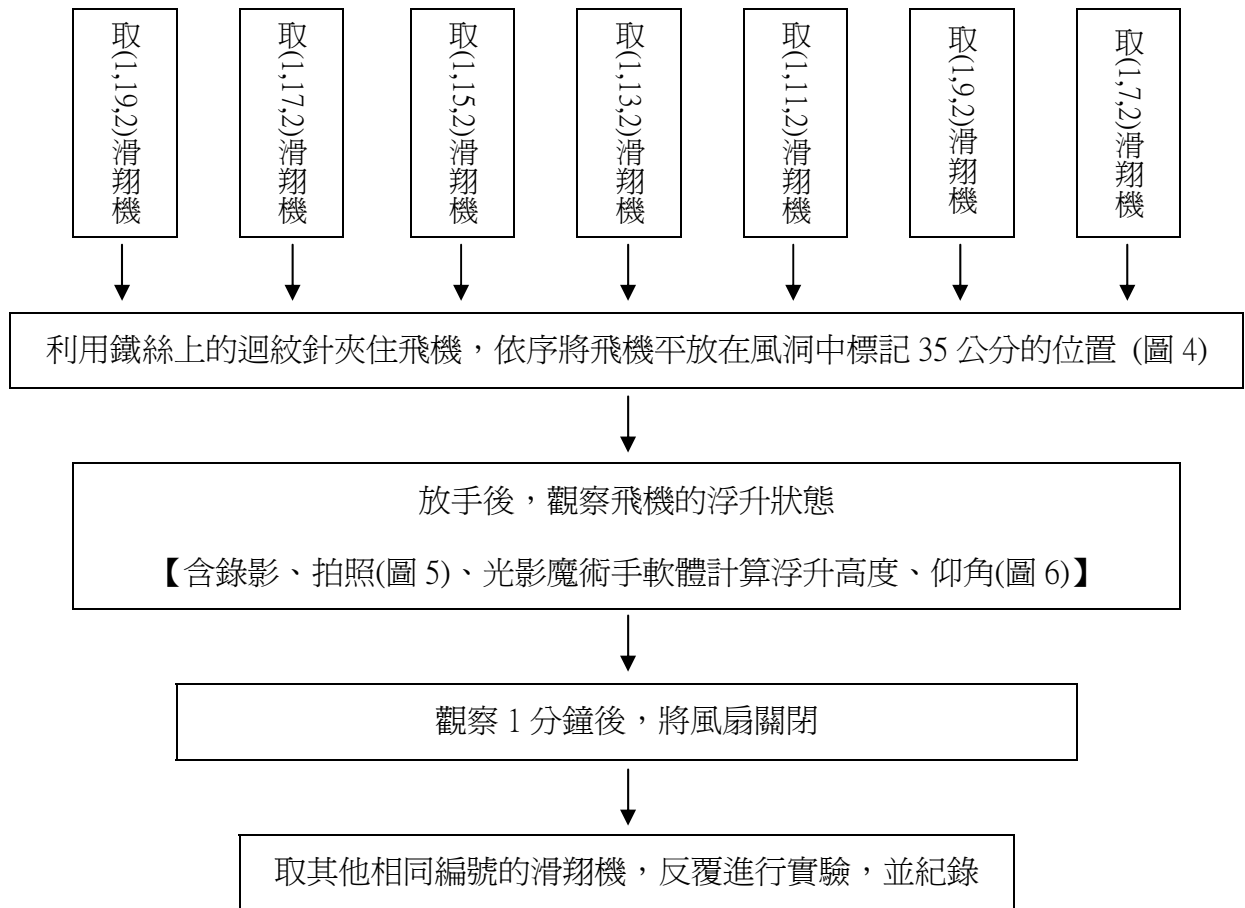 取(1,19,2)滑翔機
取(1,17,2)滑翔機
取(1,15,2)滑翔機
取(1,13,2)滑翔機
取(1,11,2)滑翔機
取(1,9,2)滑翔機
取(1,7,2)滑翔機
利用鐵絲上的迴紋針夾住飛機，依序將飛機平放在風洞中標記 35 公分的位置 (圖 4)
放手後，觀察飛機的浮升狀態
【含錄影、拍照(圖 5)、光影魔術手軟體計算浮升高度、仰角(圖 6)】
觀察 1 分鐘後，將風扇關閉
取其他相同編號的滑翔機，反覆進行實驗，並紀錄